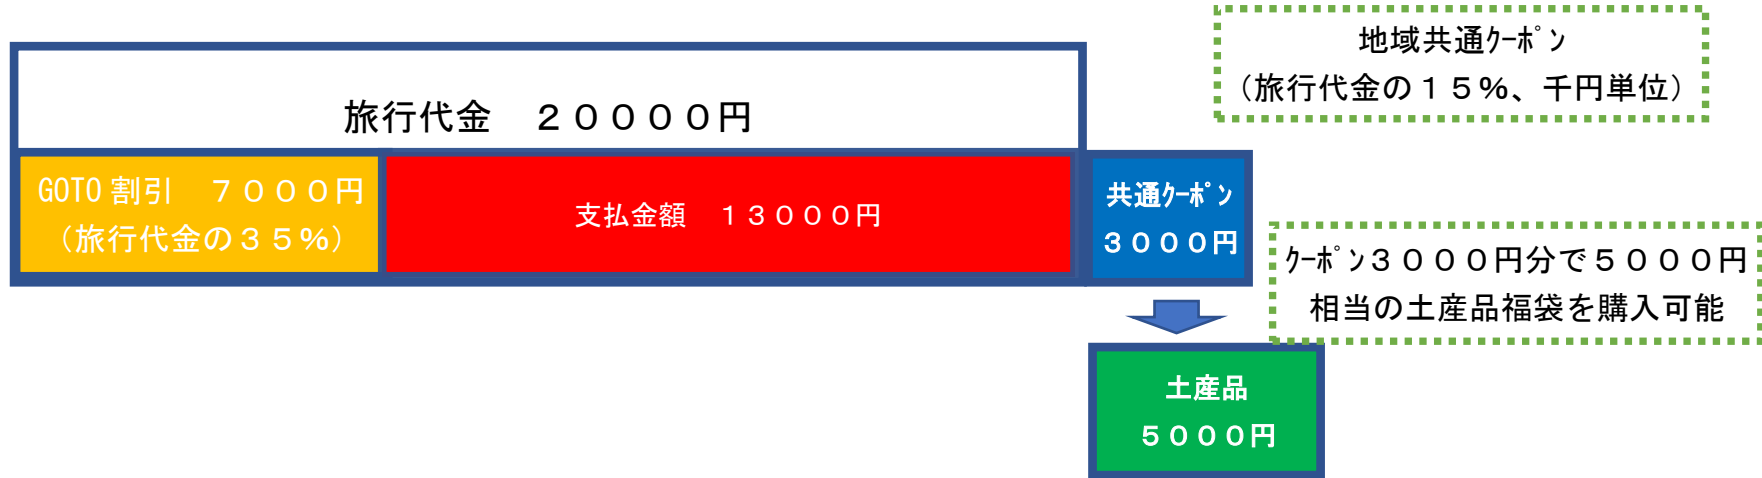 地域共通ｸｰﾎﾟﾝ
（旅行代金の１５％、千円単位）
旅行代金　２００００円
GOTO 割引　７０００円
（旅行代金の３５％）
支払金額　１３０００円
共通ｸｰﾎﾟﾝ
３０００円
ｸｰﾎﾟﾝ３０００円分で５０００円
相当の土産品福袋を購入可能
土産品
５０００円